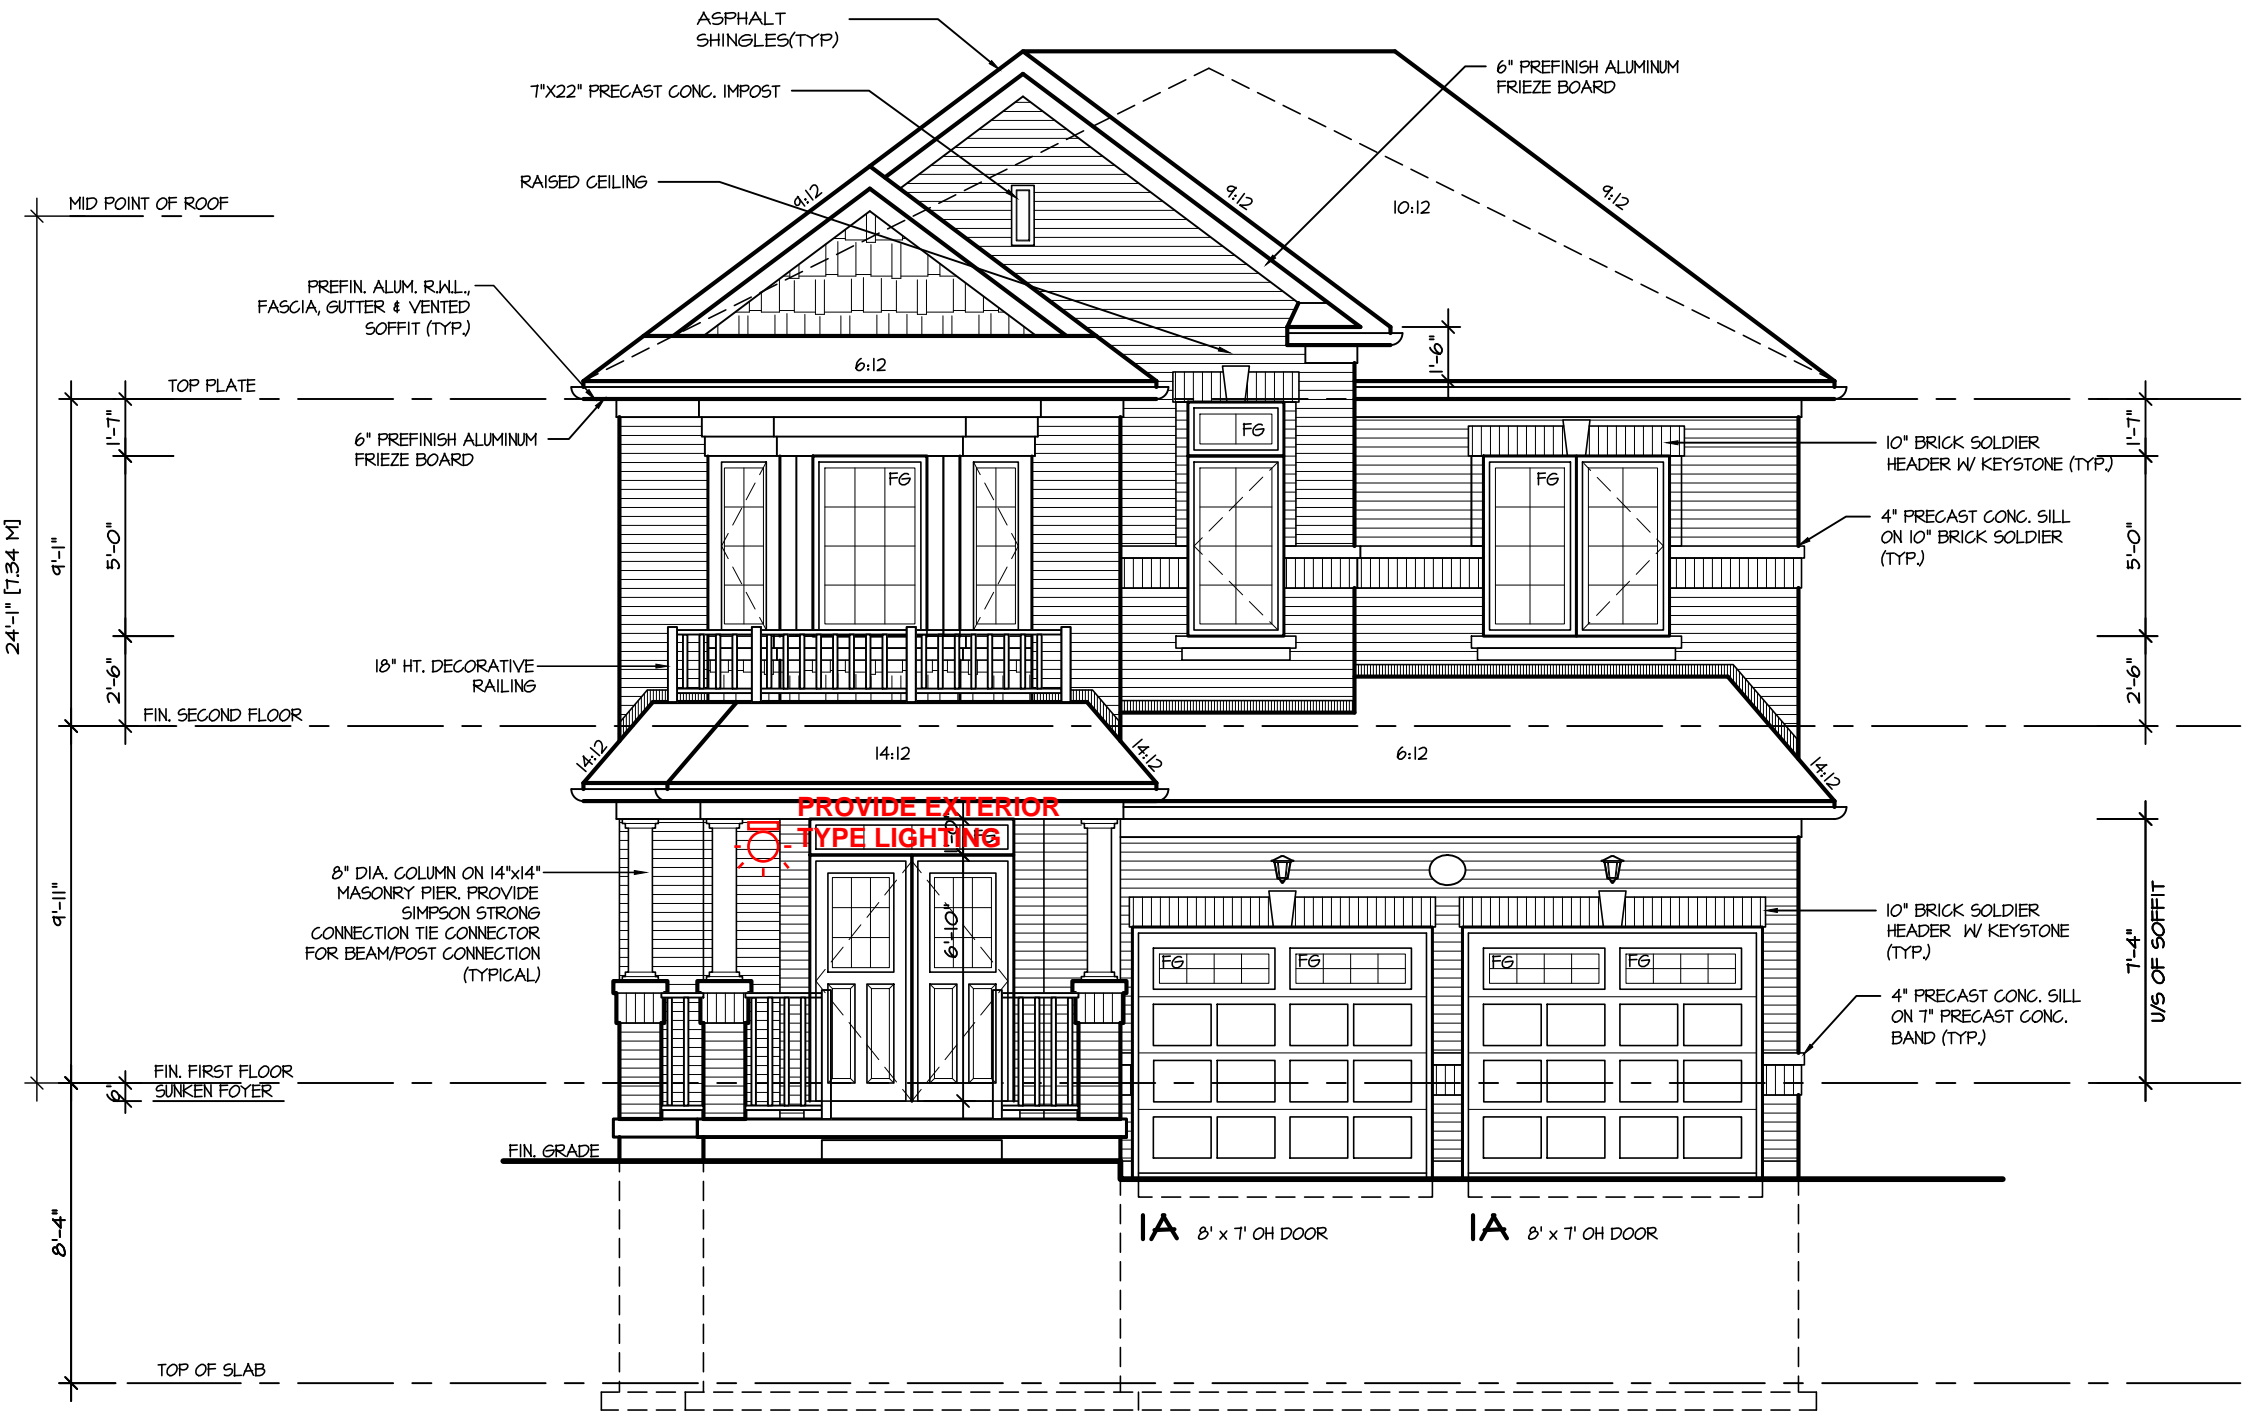 ASPHALT
SHINGLES(TYP)
7"X22" PRECAST CONC. IMPOST
RAISED CEILING
6" PREFINISH ALUMINUM
FRIEZE BOARD
MID POINT OF ROOF
9:12
9:12
10:12
9:12
PREFIN. ALUM. R.W.L.,
FASCIA, GUTTER & VENTED
SOFFIT (TYP.)
6:12
1'-6"
TOP PLATE
1'-7"
6" PREFINISH ALUMINUM
FRIEZE BOARD
FG
FG
FG
1'-7"
10" BRICK SOLDIER
HEADER W/ KEYSTONE (TYP.)
4" PRECAST CONC. SILL
ON 10" BRICK SOLDIER
(TYP.)
24'-1" [7.34 M]
9'-1"
5'-0"
5'-0"
18" HT. DECORATIVE
RAILING
2'-6"
2'-6"
FIN. SECOND FLOOR
14:12
14:12
14:12
6:12
14:12
PROVIDE EXTERIOR
TYPE LIGHTING
FG
8" DIA. COLUMN ON 14"x14"
MASONRY PIER. PROVIDE
SIMPSON STRONG
CONNECTION TIE CONNECTOR
FOR BEAM/POST CONNECTION
(TYPICAL)
9'-11"
6'-10"
FG
FG
FG
FG
10" BRICK SOLDIER
HEADER W/ KEYSTONE
(TYP.)
7'-4"
U/S OF SOFFIT
4" PRECAST CONC. SILL
ON 7" PRECAST CONC.
BAND (TYP.)
FIN. FIRST FLOOR
SUNKEN FOYER
6"
FIN. GRADE
8'-4"
1A 8' x 7' OH DOOR
1A 8' x 7' OH DOOR
TOP OF SLAB